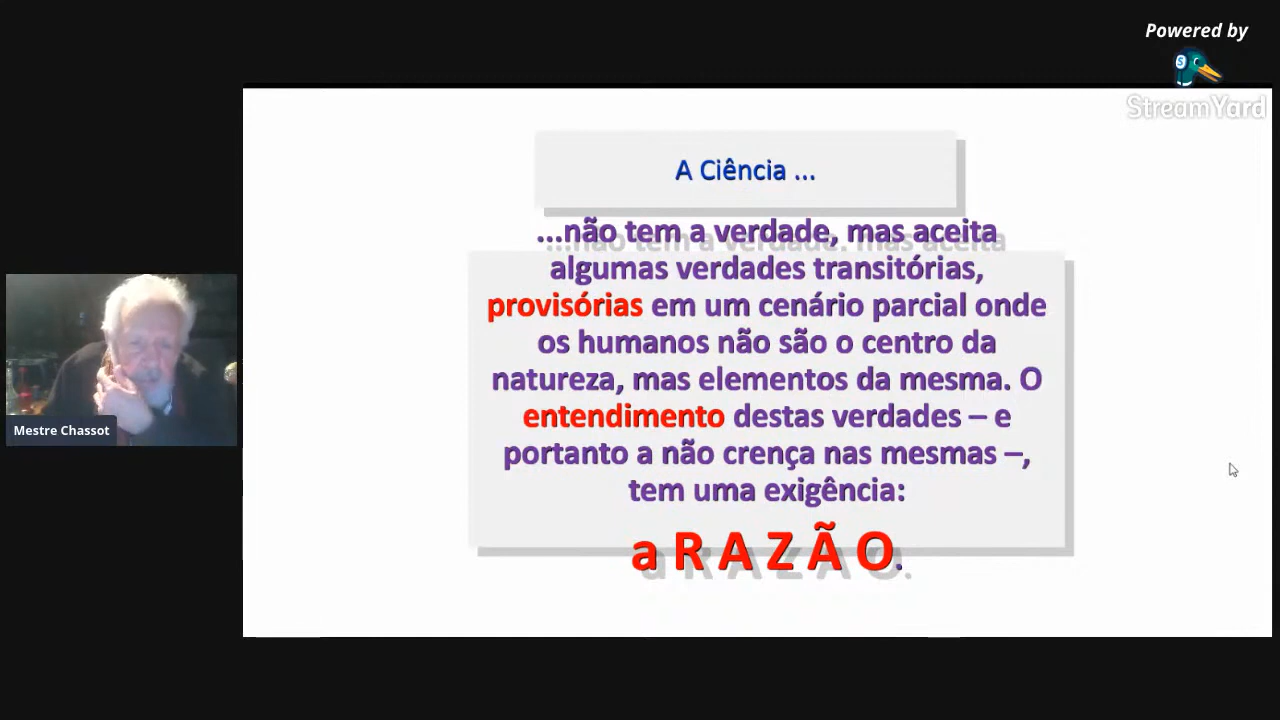 Powered by
StreamYard
A Ciência ...
...não tem a verdade, mas aceita
algumas verdades transitórias,
provisórias em um cenário parcial onde
os humanos não são o centro da
natureza, mas elementos da mesma. O
entendimento destas verdades – e
portanto a não crença nas mesmas –,
tem uma exigência:
a R A Z Ã O.
Mestre Chassot